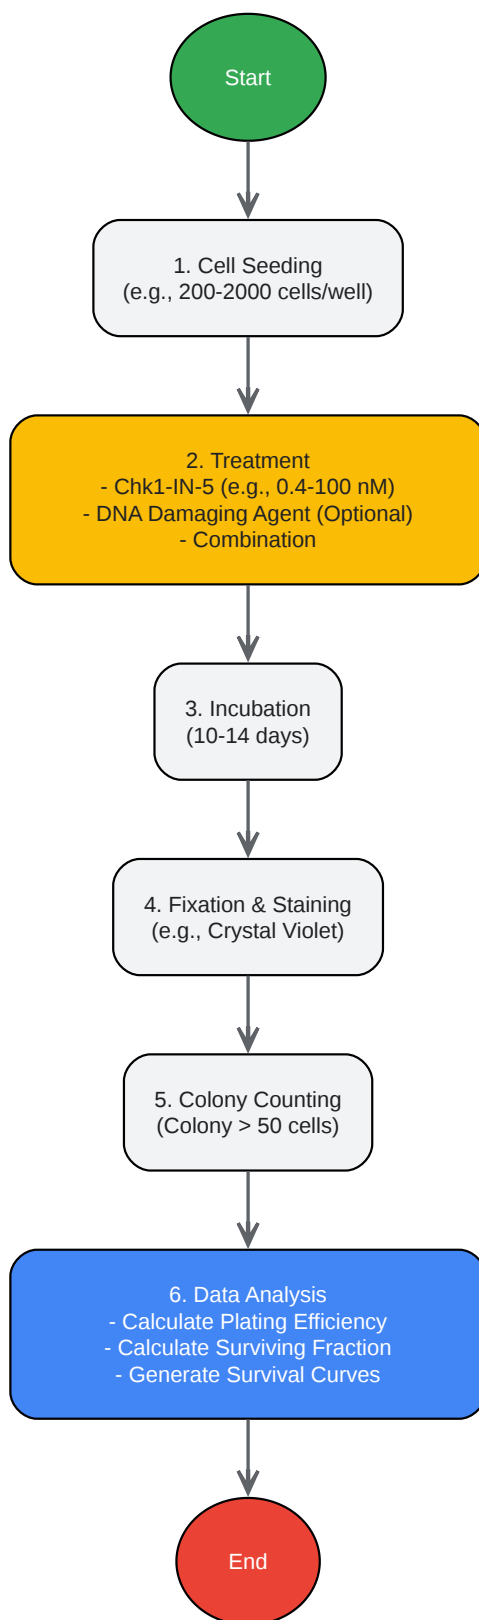 Start
1. Cell Seeding
(e.g., 200-2000 cells/well)
2. Treatment
- Chk1-IN-5 (e.g., 0.4-100 nM)
- DNA Damaging Agent (Optional)
- Combination
3. Incubation
(10-14 days)
4. Fixation & Staining
(e.g., Crystal Violet)
5. Colony Counting
(Colony > 50 cells)
6. Data Analysis
- Calculate Plating Efficiency
- Calculate Surviving Fraction
- Generate Survival Curves
End